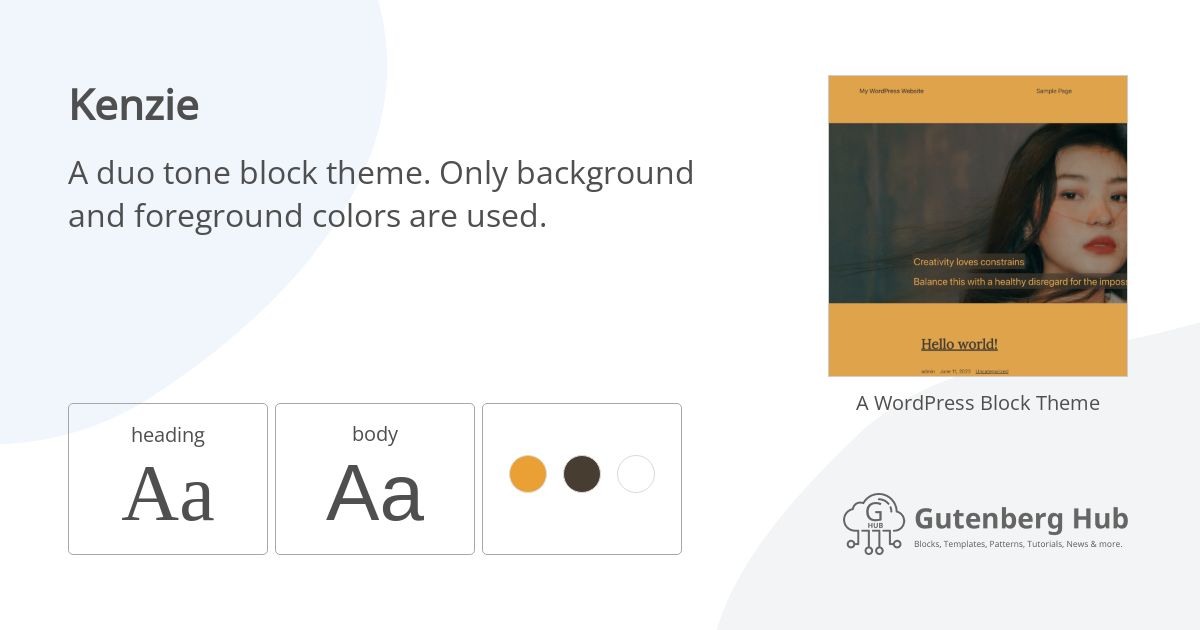 Kenzie
A duo tone block theme. Only background
and foreground colors are used.
My WordPress Website
Sample Page
Creativity loves constrains
Balance this with a healthy disregard for the impos
Hello world!
admin June 11, 2023 Uncategorized
A WordPress Block Theme
heading
Aa
body
Aa
G
HUB
Gutenberg Hub
Blocks, Templates, Patterns, Tutorials, News & more.